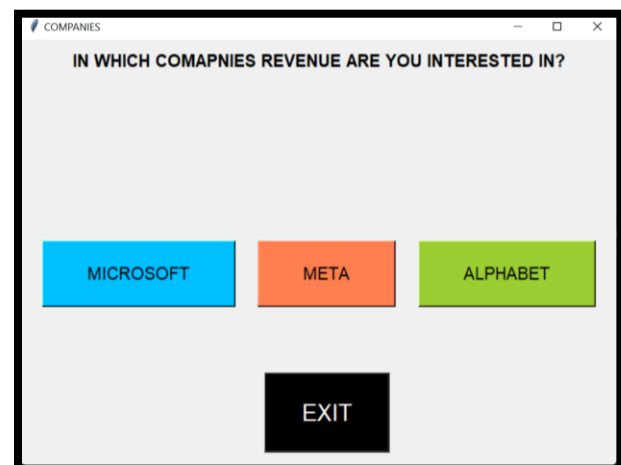 COMPANIES
IN WHICH COMAPNIES REVENUE ARE YOU INTERESTED IN?
MICROSOFT META ALPHABET
EXIT